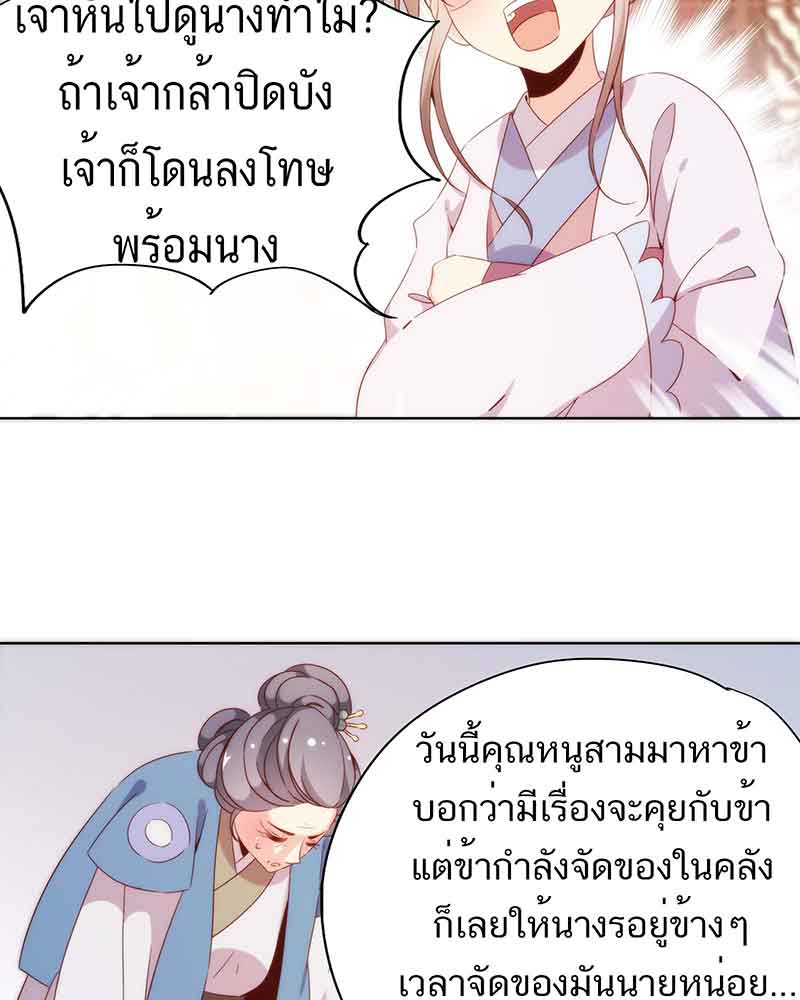 เจ้าหันไปดูนางทำไม?
ถ้าเจ้ากล้าปิดบัง
เจ้าก็โดนลงโทษ
พร้อมนาง
วันนี้คุณหนูสามมาหาข้า
บอกว่ามีเรื่องจะคุยกับข้า
แต่ข้ากำลังจัดของในคลัง
ก็เลยให้นางรอยู่ข้างๆ
เวลาจัดของมันนายหน่อย...